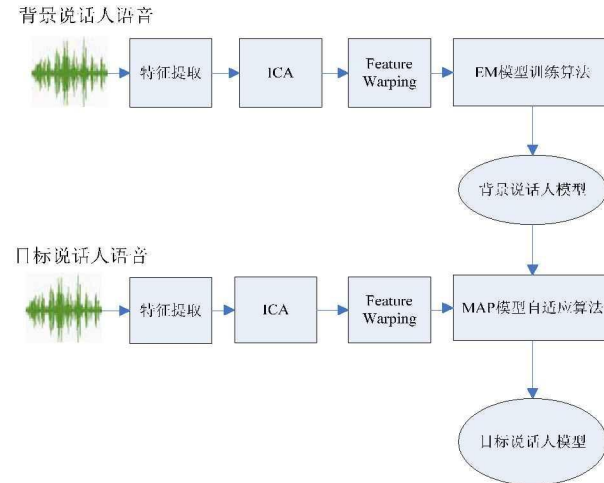 背景说话人语音
特征提取
ICA
Feature
Warping
EM模型训练算法
背景说话人模型
目标说话人语音
特征提取
ICA
Feature
Warping
MAP模型自适应算法
目标说话人模型